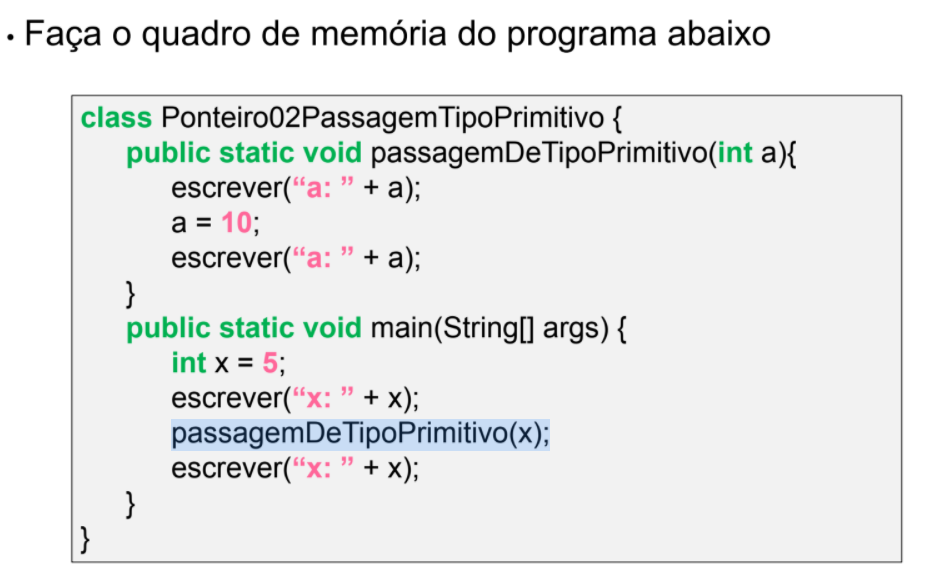 • Faça o quadro de memória do programa abaixo
class Ponteiro02PassagemTipoPrimitivo {
public static void passagemDeTipoPrimitivo(int a){
escrever(“a: ” + a);
a = 10;
escrever(“a: ” + a);
}
public static void main(String[] args) {
int x = 5;
escrever(“x: ” + x);
passagemDeTipoPrimitivo(x);
escrever(“x: ” + x);
}
}